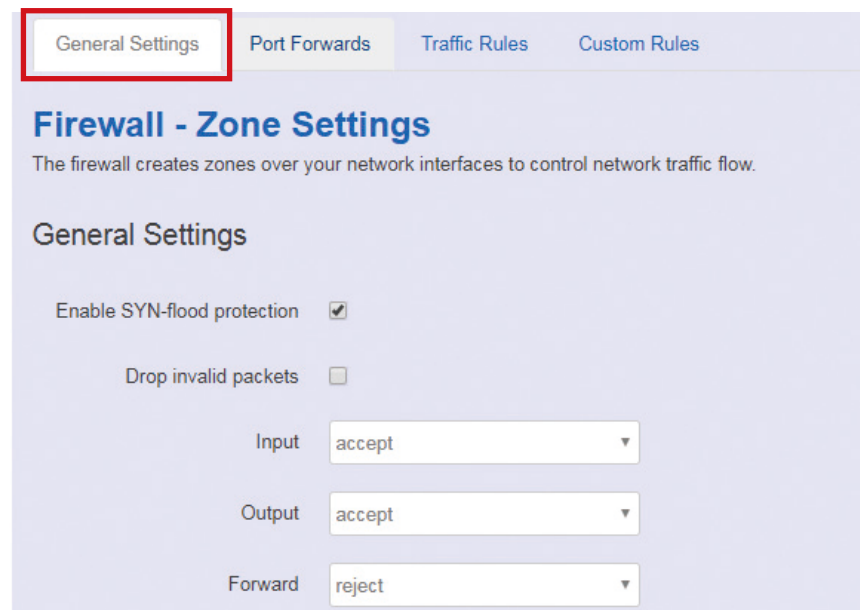 General Settings Port Forwards Traffic Rules Custom Rules
Firewall - Zone Settings
The firewall creates zones over your network interfaces to control network traffic flow.
General Settings
Enable SYN-flood protection
Drop invalid packets
Input accept
Output accept
Forward reject